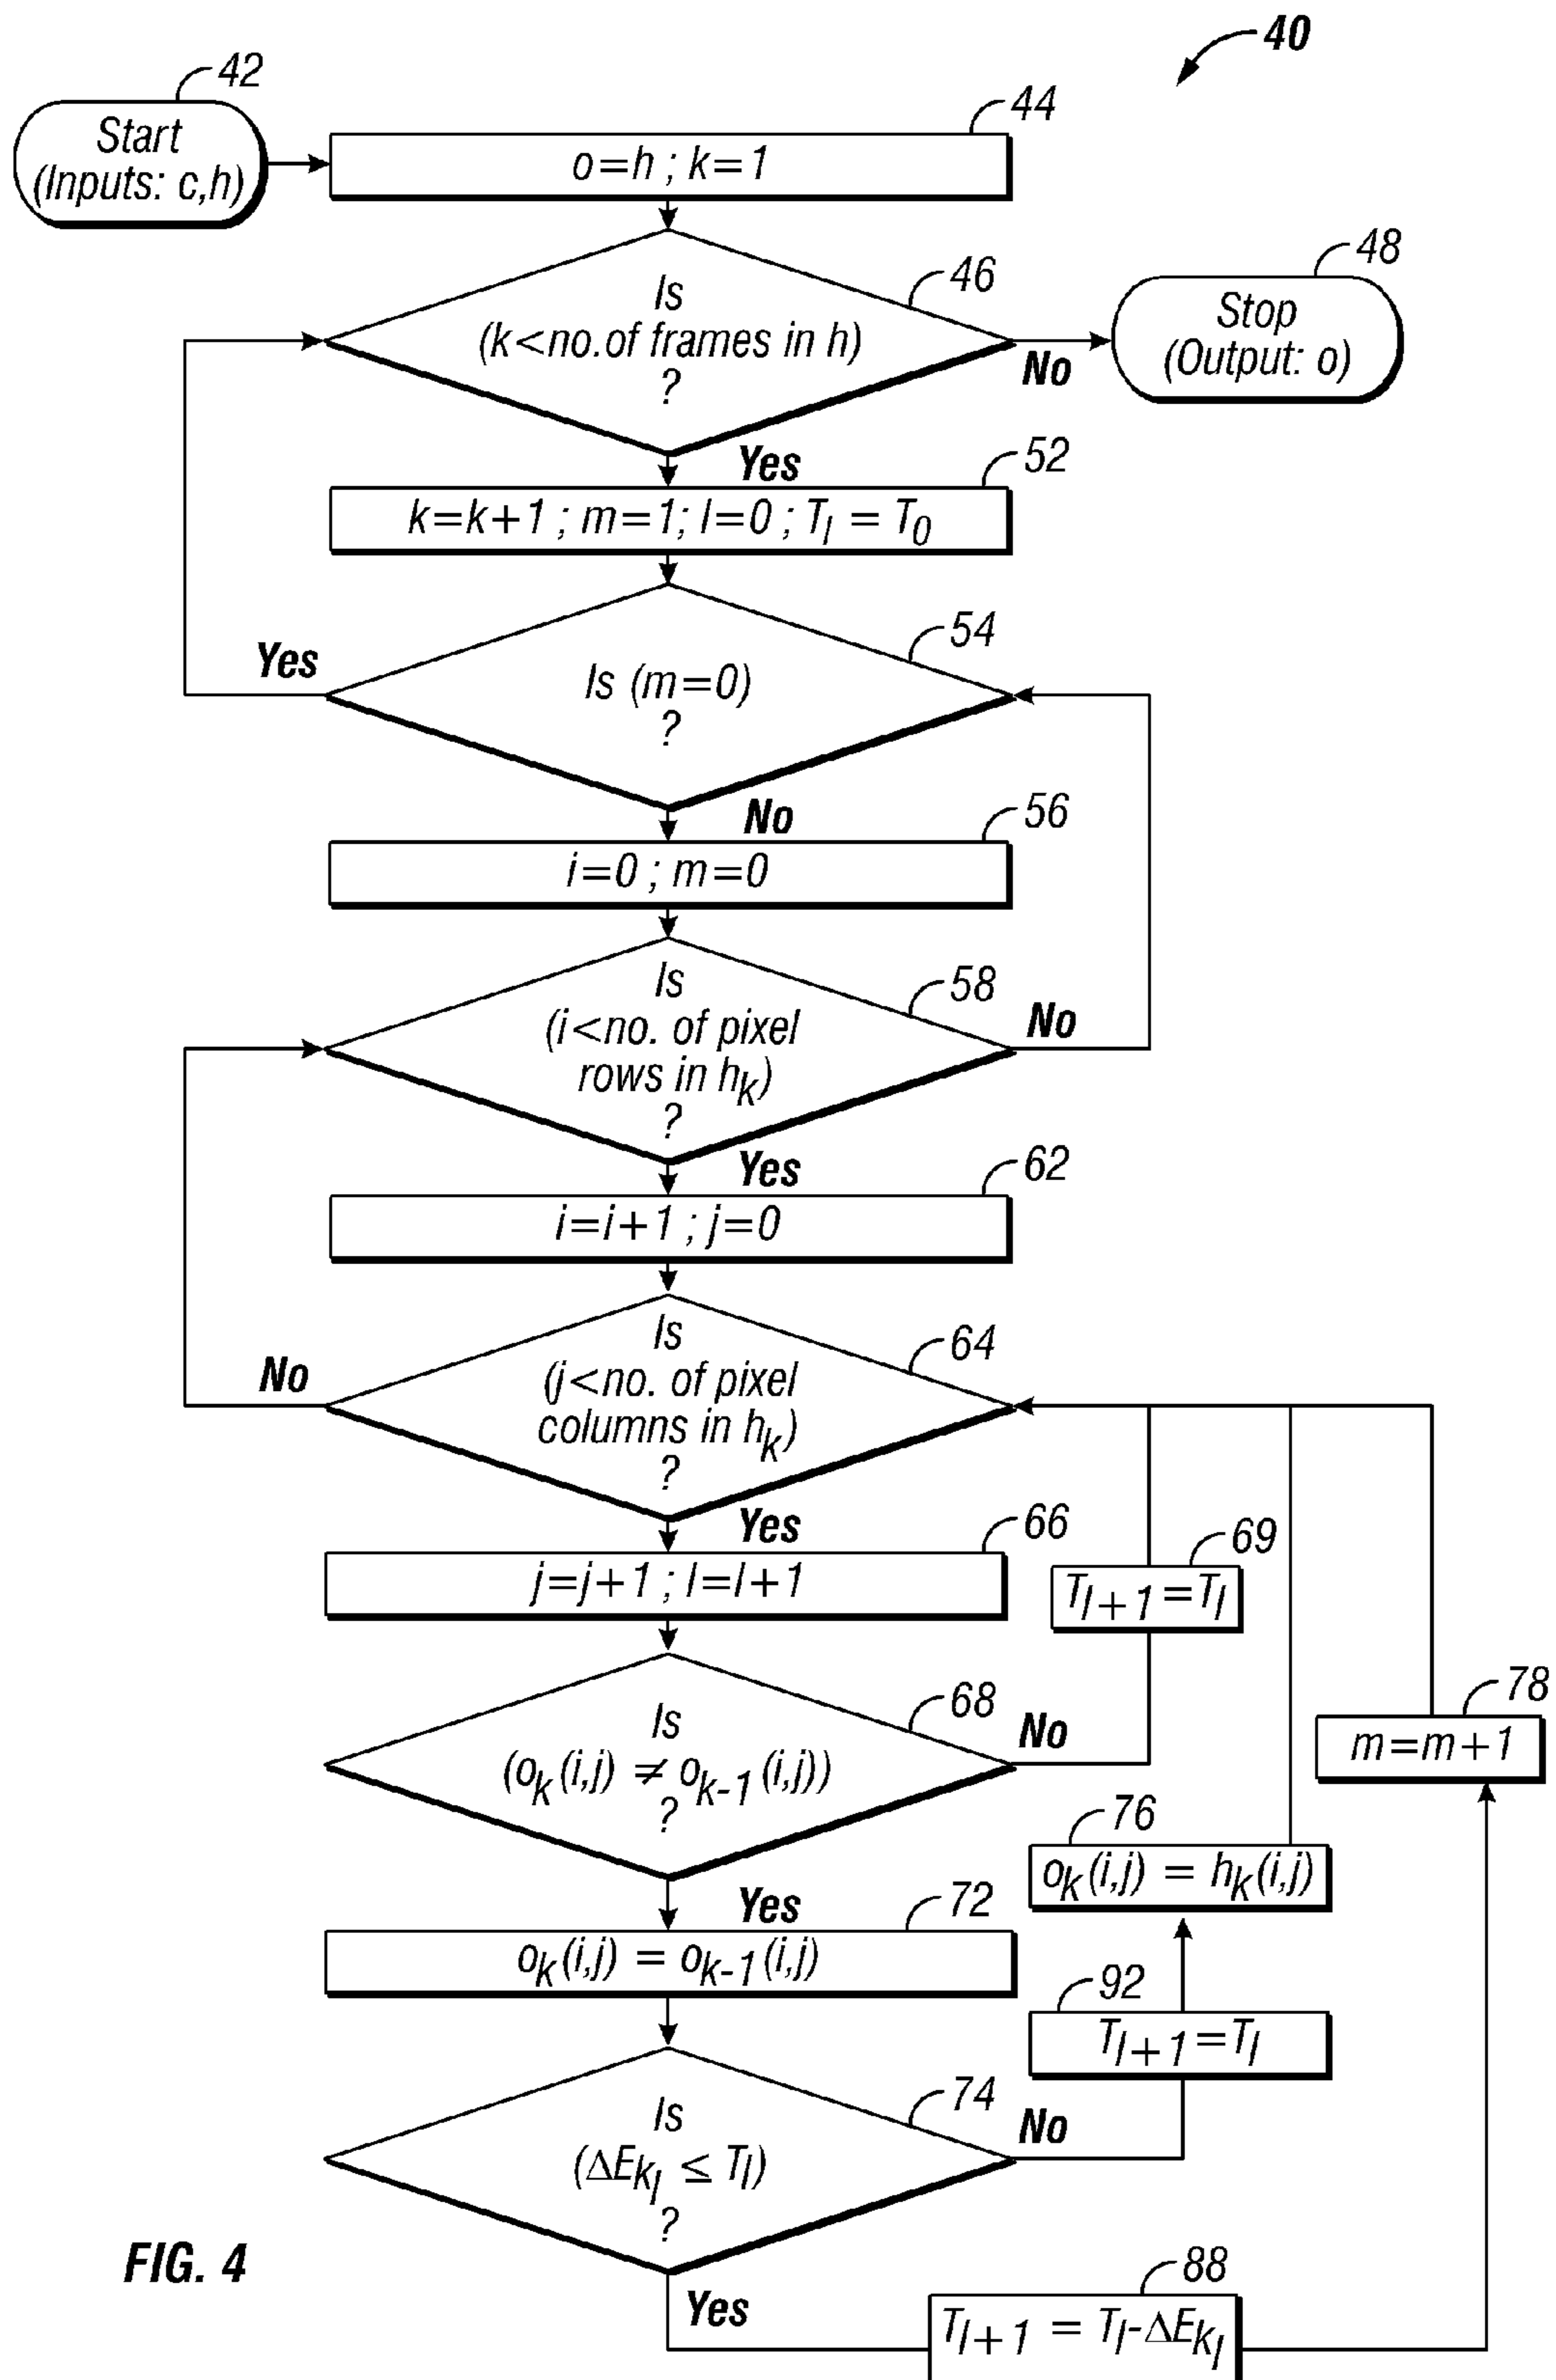 40
42
Start
(Inputs: c,h)
44
o=h ; k=1
46
Is
(k<no.of frames in h)
?
No
48
Stop
(Output: o)
Yes
52
k=k+1 ; m=1; l=0 ; T_l = T_0
54
Yes
Is (m=0)
?
No
56
i=0 ; m=0
58
Is
(i<no. of pixel
rows in h_k)
?
No
Yes
62
i=i+1 ; j=0
64
Is
(j<no. of pixel
columns in h_k)
?
No
Yes
66
j=j+1 ; l=l+1
69
T_l+1=T_l
68
Is
(o_k(i,j) ≠ o_k-1(i,j))
?
No
78
m=m+1
76
o_k(i,j) = h_k(i,j)
Yes
72
o_k(i,j) = o_k-1(i,j)
92
T_l+1=T_l
74
Is
(ΔE_k_l ≤ T_l)
?
No
FIG. 4
Yes
88
T_l+1 = T_l-ΔE_k_l